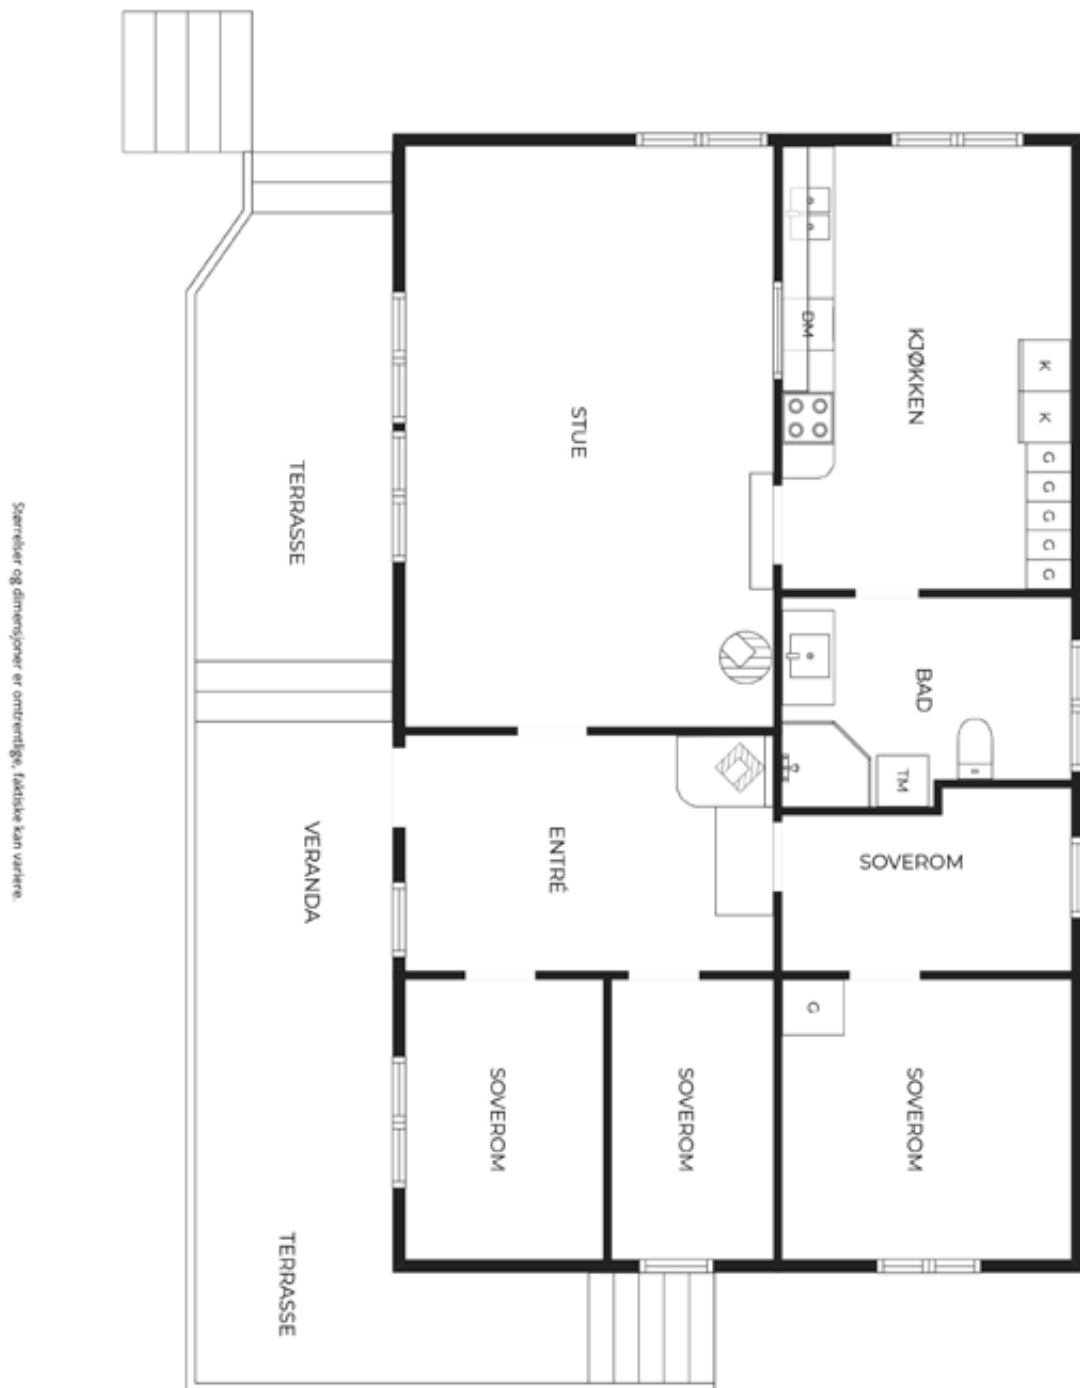 KJØKKEN
STUE
TERRASSE
DM
K
K
G
G
G
G
G
BAD
TM
SOVEROM
ENTRÉ
VERANDA
G
SOVEROM
SOVEROM
SOVEROM
TERRASSE
Størrelser og dimensjoner er omtrentlige, faktiske kan variere.